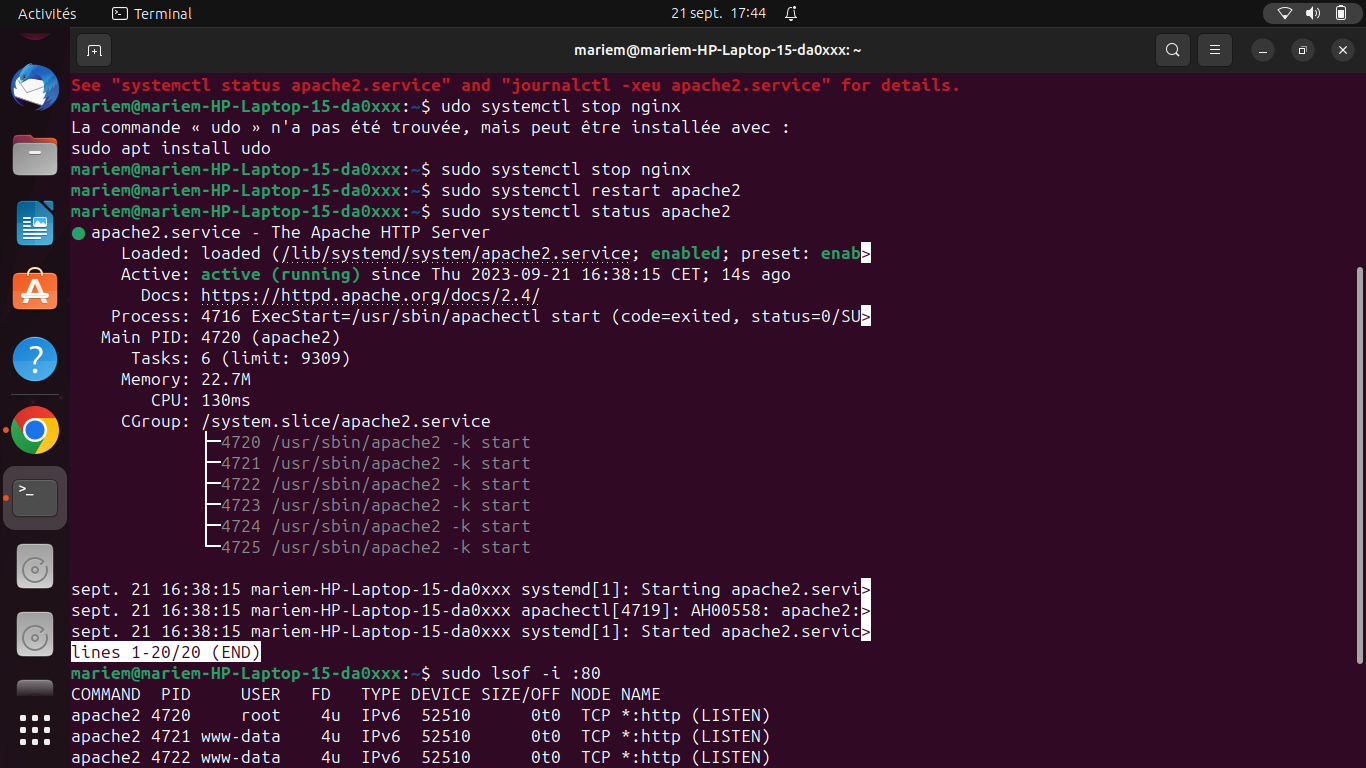 Activités Terminal 21 sept. 17:44
mariem@mariem-HP-Laptop-15-da0xxx: ~
See "systemctl status apache2.service" and "journalctl -xeu apache2.service" for details.
mariem@mariem-HP-Laptop-15-da0xxx:~$ udo systemctl stop nginx
La commande « udo » n'a pas été trouvée, mais peut être installée avec :
sudo apt install udo
mariem@mariem-HP-Laptop-15-da0xxx:~$ sudo systemctl stop nginx
mariem@mariem-HP-Laptop-15-da0xxx:~$ sudo systemctl restart apache2
mariem@mariem-HP-Laptop-15-da0xxx:~$ sudo systemctl status apache2
● apache2.service - The Apache HTTP Server
Loaded: loaded (/lib/systemd/system/apache2.service; enabled; preset: enab>
Active: active (running) since Thu 2023-09-21 16:38:15 CET; 14s ago
Docs: https://httpd.apache.org/docs/2.4/
Process: 4716 ExecStart=/usr/sbin/apachectl start (code=exited, status=0/SU>
Main PID: 4720 (apache2)
Tasks: 6 (limit: 9309)
Memory: 22.7M
CPU: 130ms
CGroup: /system.slice/apache2.service
├─4720 /usr/sbin/apache2 -k start
├─4721 /usr/sbin/apache2 -k start
├─4722 /usr/sbin/apache2 -k start
├─4723 /usr/sbin/apache2 -k start
├─4724 /usr/sbin/apache2 -k start
└─4725 /usr/sbin/apache2 -k start
sept. 21 16:38:15 mariem-HP-Laptop-15-da0xxx systemd[1]: Starting apache2.servi>
sept. 21 16:38:15 mariem-HP-Laptop-15-da0xxx apachectl[4719]: AH00558: apache2:>
sept. 21 16:38:15 mariem-HP-Laptop-15-da0xxx systemd[1]: Started apache2.servic>
lines 1-20/20 (END)
mariem@mariem-HP-Laptop-15-da0xxx:~$ sudo lsof -i :80
COMMAND PID USER FD TYPE DEVICE SIZE/OFF NODE NAME
apache2 4720 root 4u IPv6 52510 0t0 TCP *:http (LISTEN)
apache2 4721 www-data 4u IPv6 52510 0t0 TCP *:http (LISTEN)
apache2 4722 www-data 4u IPv6 52510 0t0 TCP *:http (LISTEN)